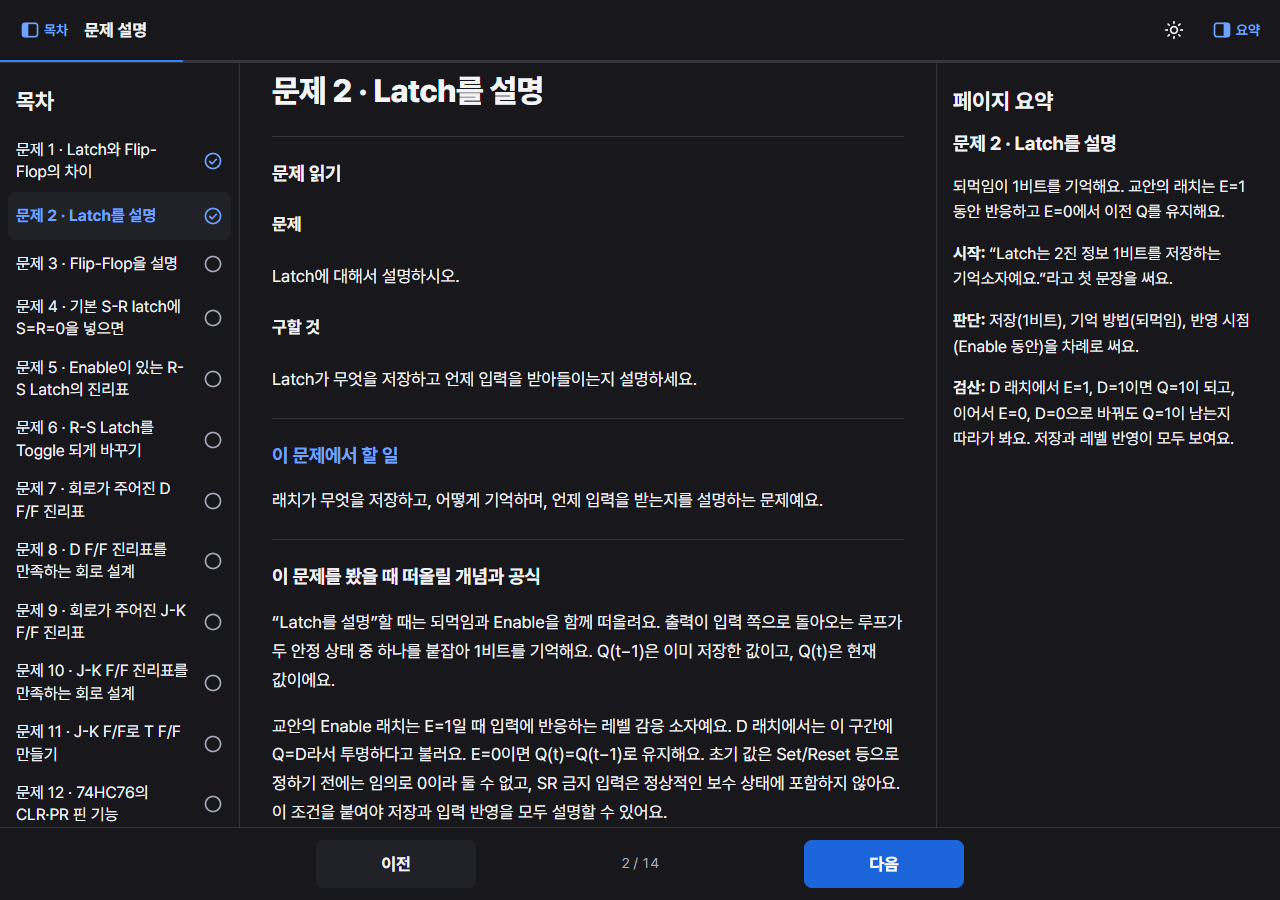 목차
문제 설명
요약
목차
문제 1 · Latch와 Flip-
Flop의 차이
문제 2 · Latch를 설명
문제 3 · Flip-Flop을 설명
문제 4 · 기본 S-R latch에
S=R=0을 넣으면
문제 5 · Enable이 있는 R-
S Latch의 진리표
문제 6 · R-S Latch를
Toggle 되게 바꾸기
문제 7 · 회로가 주어진 D
F/F 진리표
문제 8 · D F/F 진리표를
만족하는 회로 설계
문제 9 · 회로가 주어진 J-K
F/F 진리표
문제 10 · J-K F/F 진리표를
만족하는 회로 설계
문제 11 · J-K F/F로 T F/F
만들기
문제 12 · 74HC76의
CLR·PR 핀 기능
문제 2 · Latch를 설명
문제 읽기
문제
Latch에 대해서 설명하시오.
구할 것
Latch가 무엇을 저장하고 언제 입력을 받아들이는지 설명하세요.
이 문제에서 할 일
래치가 무엇을 저장하고, 어떻게 기억하며, 언제 입력을 받는지를 설명하는 문제예요.
이 문제를 봤을 때 떠올릴 개념과 공식
“Latch를 설명”할 때는 되먹임과 Enable을 함께 떠올려요. 출력이 입력 쪽으로 돌아오는 루프가
두 안정 상태 중 하나를 붙잡아 1비트를 기억해요. Q(t−1)은 이미 저장한 값이고, Q(t)은 현재
값이에요.
교안의 Enable 래치는 E=1일 때 입력에 반응하는 레벨 감응 소자예요. D 래치에서는 이 구간에
Q=D라서 투명하다고 불러요. E=0이면 Q(t)=Q(t−1)로 유지해요. 초기 값은 Set/Reset 등으로
정하기 전에는 임의로 0이라 둘 수 없고, SR 금지 입력은 정상적인 보수 상태에 포함하지 않아요.
이 조건을 붙여야 저장과 입력 반영을 모두 설명할 수 있어요.
페이지 요약
문제 2 · Latch를 설명
되먹임이 1비트를 기억해요. 교안의 래치는 E=1
동안 반응하고 E=0에서 이전 Q를 유지해요.
시작: “Latch는 2진 정보 1비트를 저장하는
기억소자예요.”라고 첫 문장을 써요.
판단: 저장(1비트), 기억 방법(되먹임), 반영 시점
(Enable 동안)을 차례로 써요.
검산: D 래치에서 E=1, D=1이면 Q=1이 되고,
이어서 E=0, D=0으로 바꿔도 Q=1이 남는지
따라가 봐요. 저장과 레벨 반영이 모두 보여요.
이전
2 / 14
다음